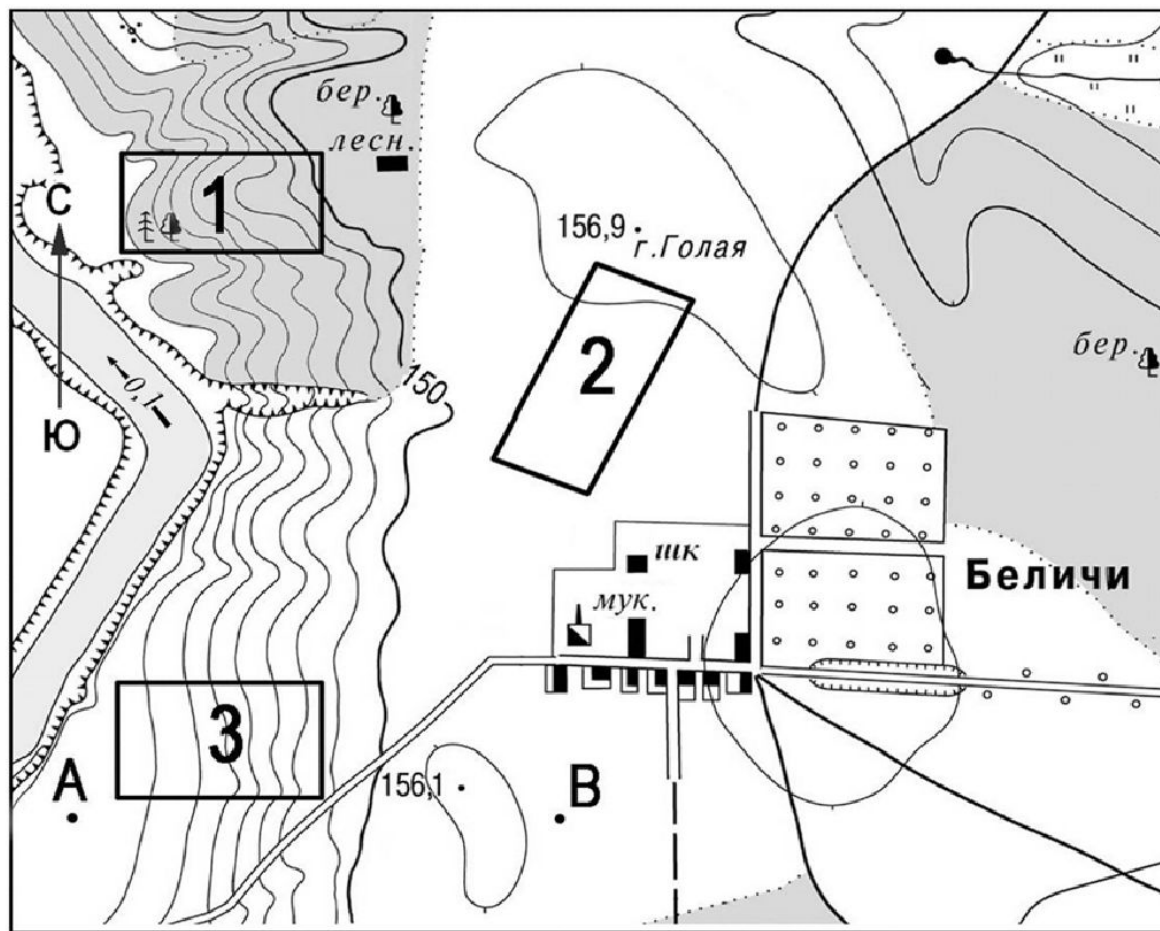 бер.
лесн.
1
С
156,9
г.Голая
2
бер.
0,1
150
Ю
шк
Беличи
мук.
3
А
156,1
В